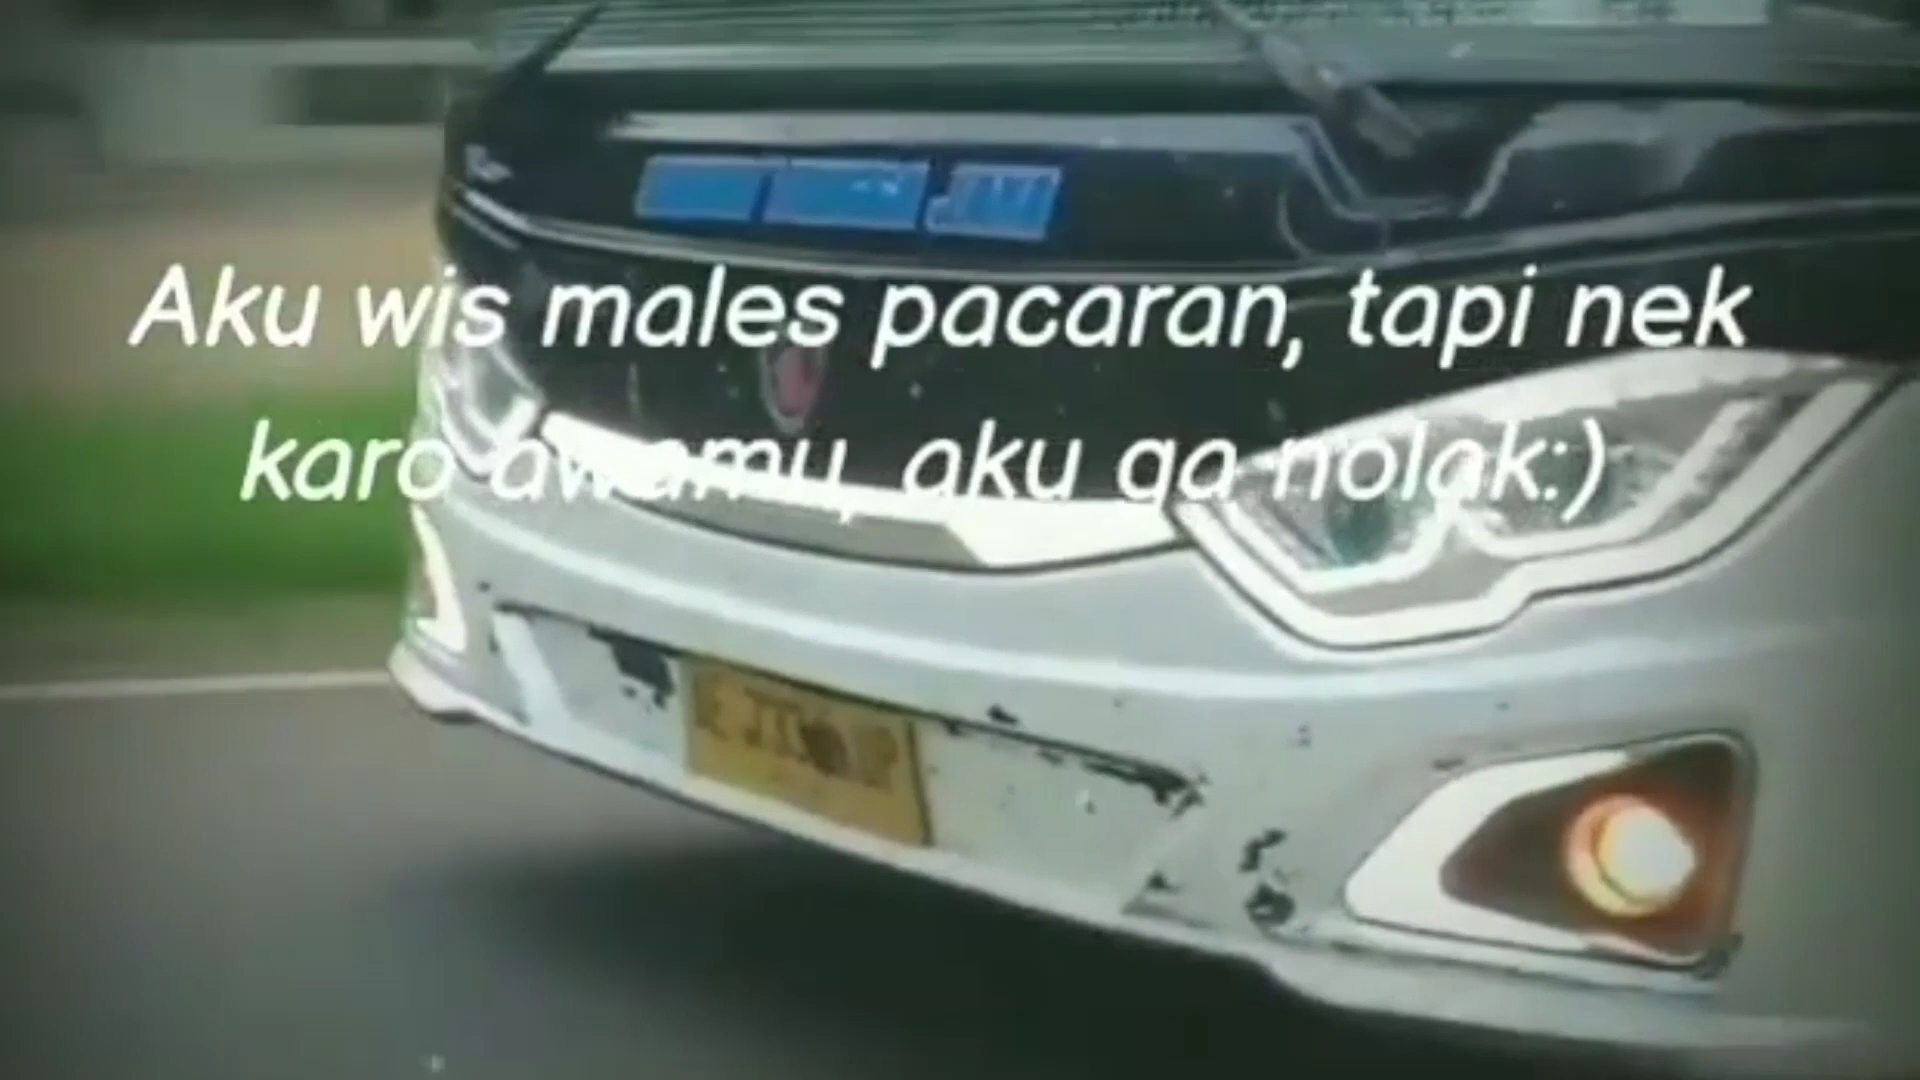 Aku wis males pacaran, tapi nek
karo awamu, aku ga nolak:)